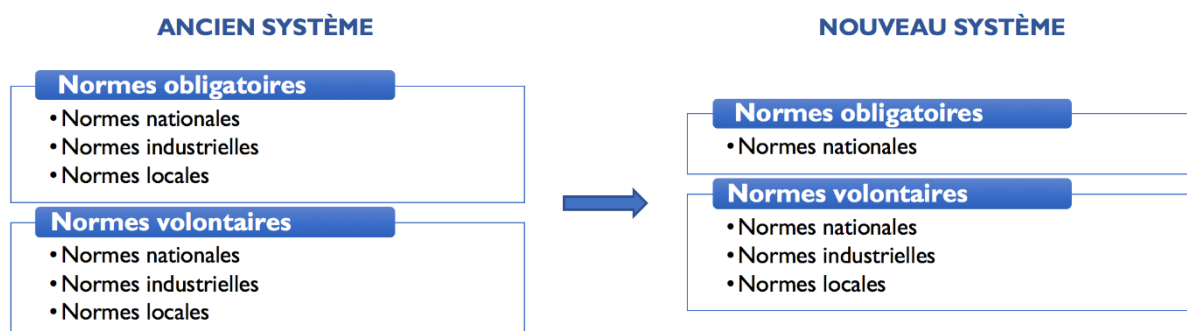 ANCIEN SYSTÈME
Normes obligatoires
• Normes nationales
• Normes industrielles
• Normes locales
Normes volontaires
• Normes nationales
• Normes industrielles
• Normes locales
NOUVEAU SYSTÈME
Normes obligatoires
• Normes nationales
Normes volontaires
• Normes nationales
• Normes industrielles
• Normes locales